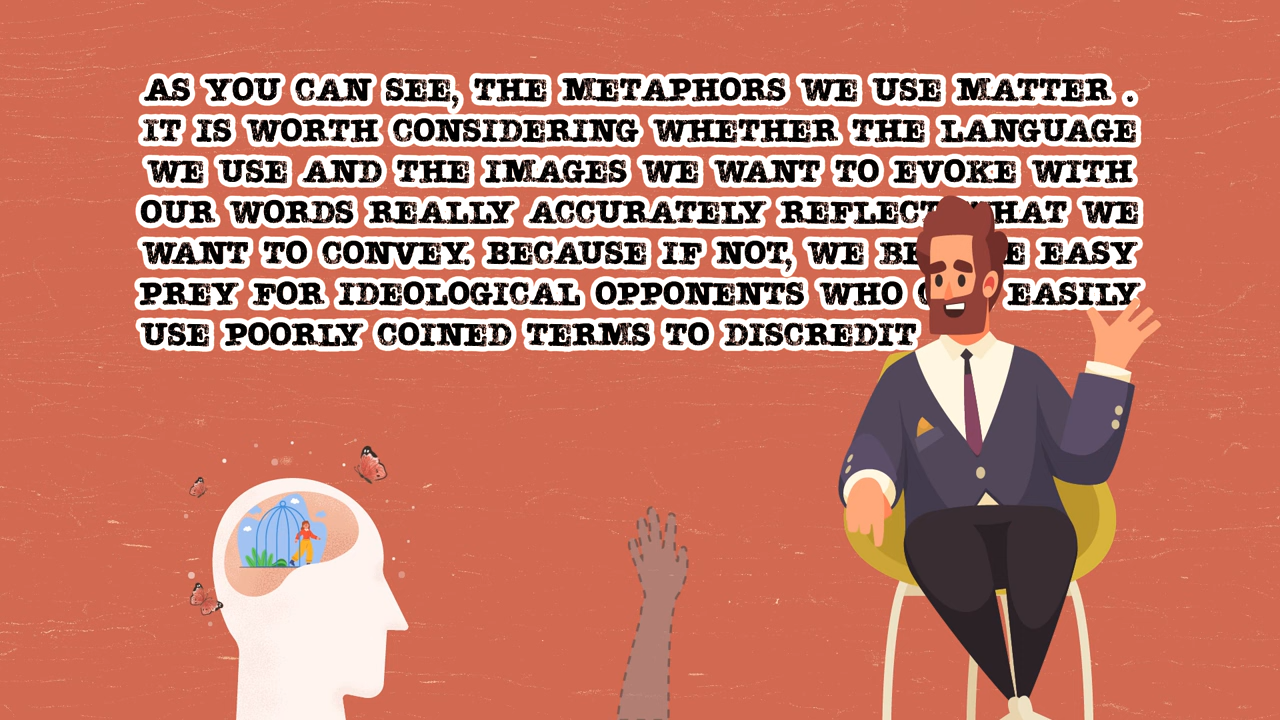 AS YOU CAN SEE, THE METAPHORS WE USE MATTER .
IT IS WORTH CONSIDERING WHETHER THE LANGUAGE
WE USE AND THE IMAGES WE WANT TO EVOKE WITH
OUR WORDS REALLY ACCURATELY REFLECT WE
WANT TO CONVEY. BECAUSE IF NOT, WE EASY
PREY FOR IDEOLOGICAL OPPONENTS WHO EASILY
USE POORLY COINED TERMS TO DISCREDIT